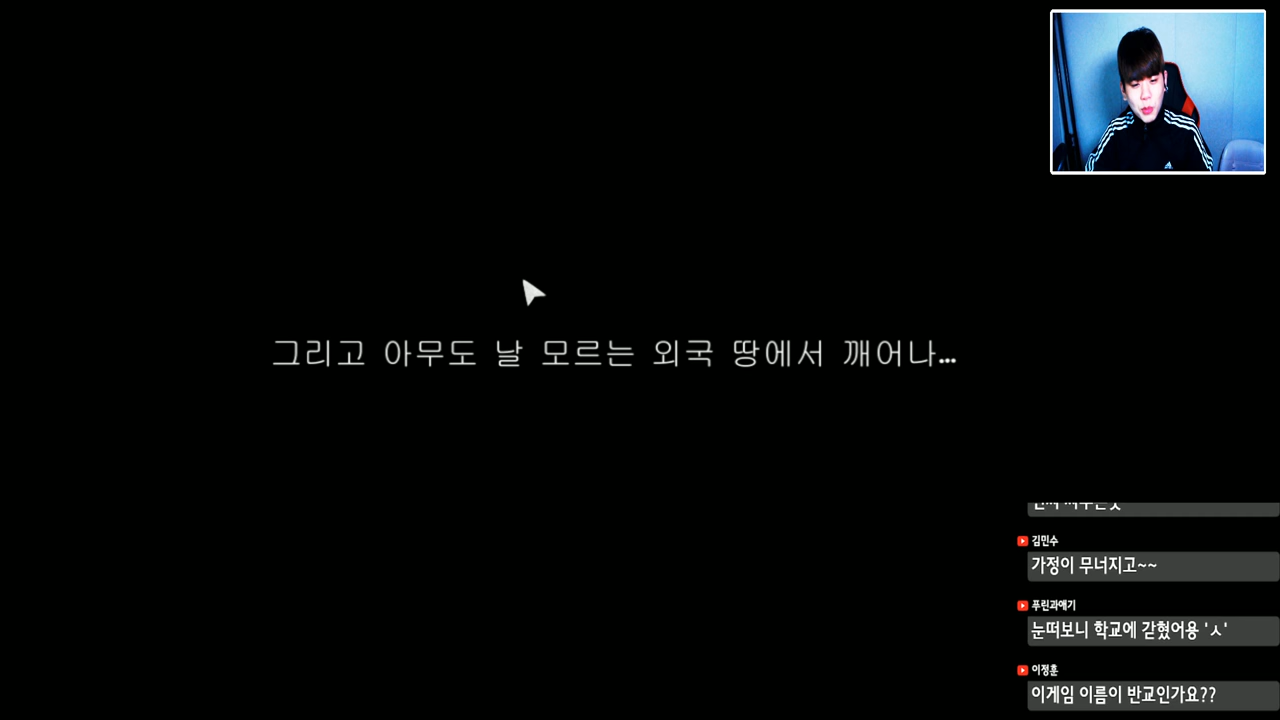 그리고 아무도 날 모르는 외국 땅에서 깨어나...
김민수
가정이 무너지고~~
푸린과애기
눈떠보니 학교에 갇혔어용 'ㅅ'
이정훈
이게임 이름이 반교인가요??